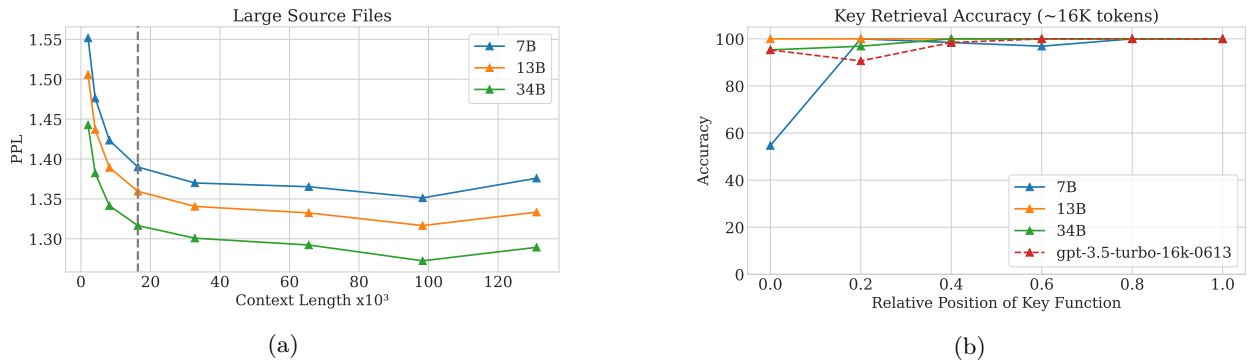 Large Source Files
PPL
1.55
1.50
1.45
1.40
1.35
1.30
7B
13B
34B
0
20
40
60
80
100
120
Context Length x10³
(a)
Key Retrieval Accuracy (~16K tokens)
Accuracy
100
80
60
40
20
0
7B
13B
34B
gpt-3.5-turbo-16k-0613
0.0
0.2
0.4
0.6
0.8
1.0
Relative Position of Key Function
(b)